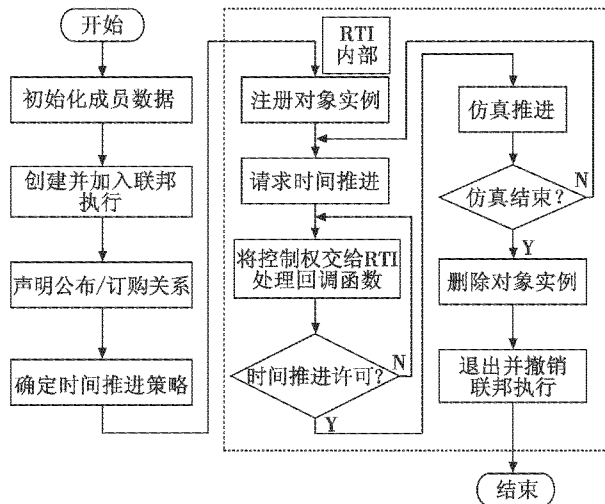 开始
初始化成员数据
创建并加入联邦
执行
声明公布/订购关系
确定时间推进策略
RTI
内部
注册对象实例
请求时间推进
将控制权交给RTI
处理回调函数
时间推进许可?
N
Y
仿真推进
仿真结束?
N
Y
删除对象实例
退出并撤销
联邦执行
结束